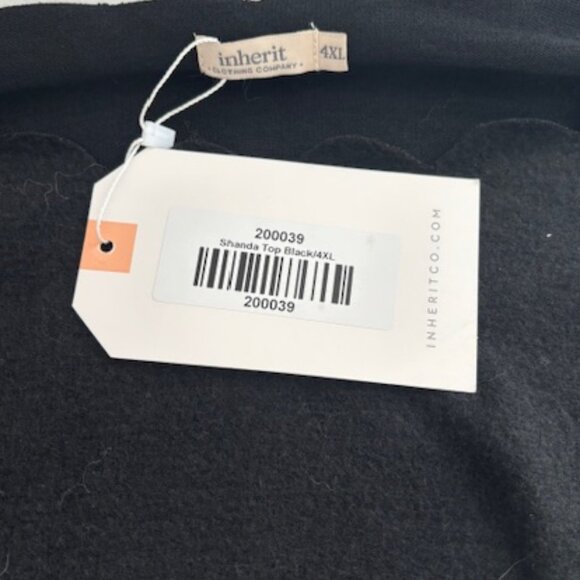 inherit
• CLOTHING COMPANY •
4XL
200039
Shanda Top Black/4XL
200039
INHERITCO.COM